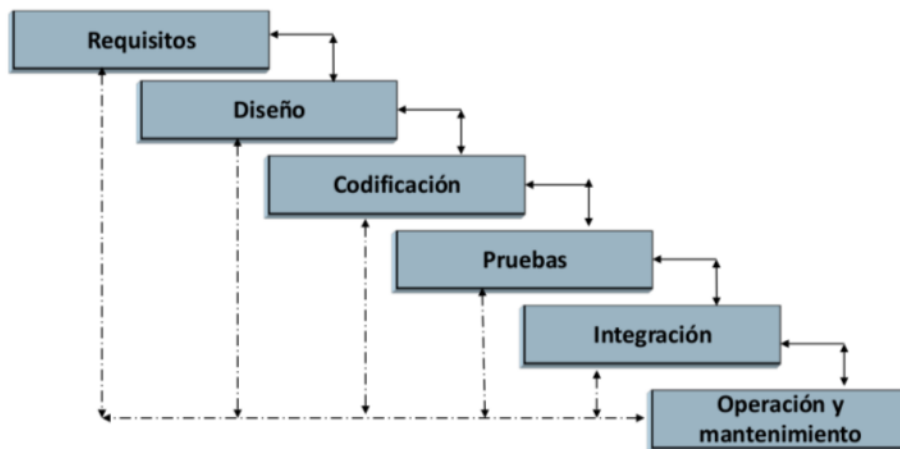 Requisitos
Diseño
Codificación
Pruebas
Integración
Operación y
mantenimiento